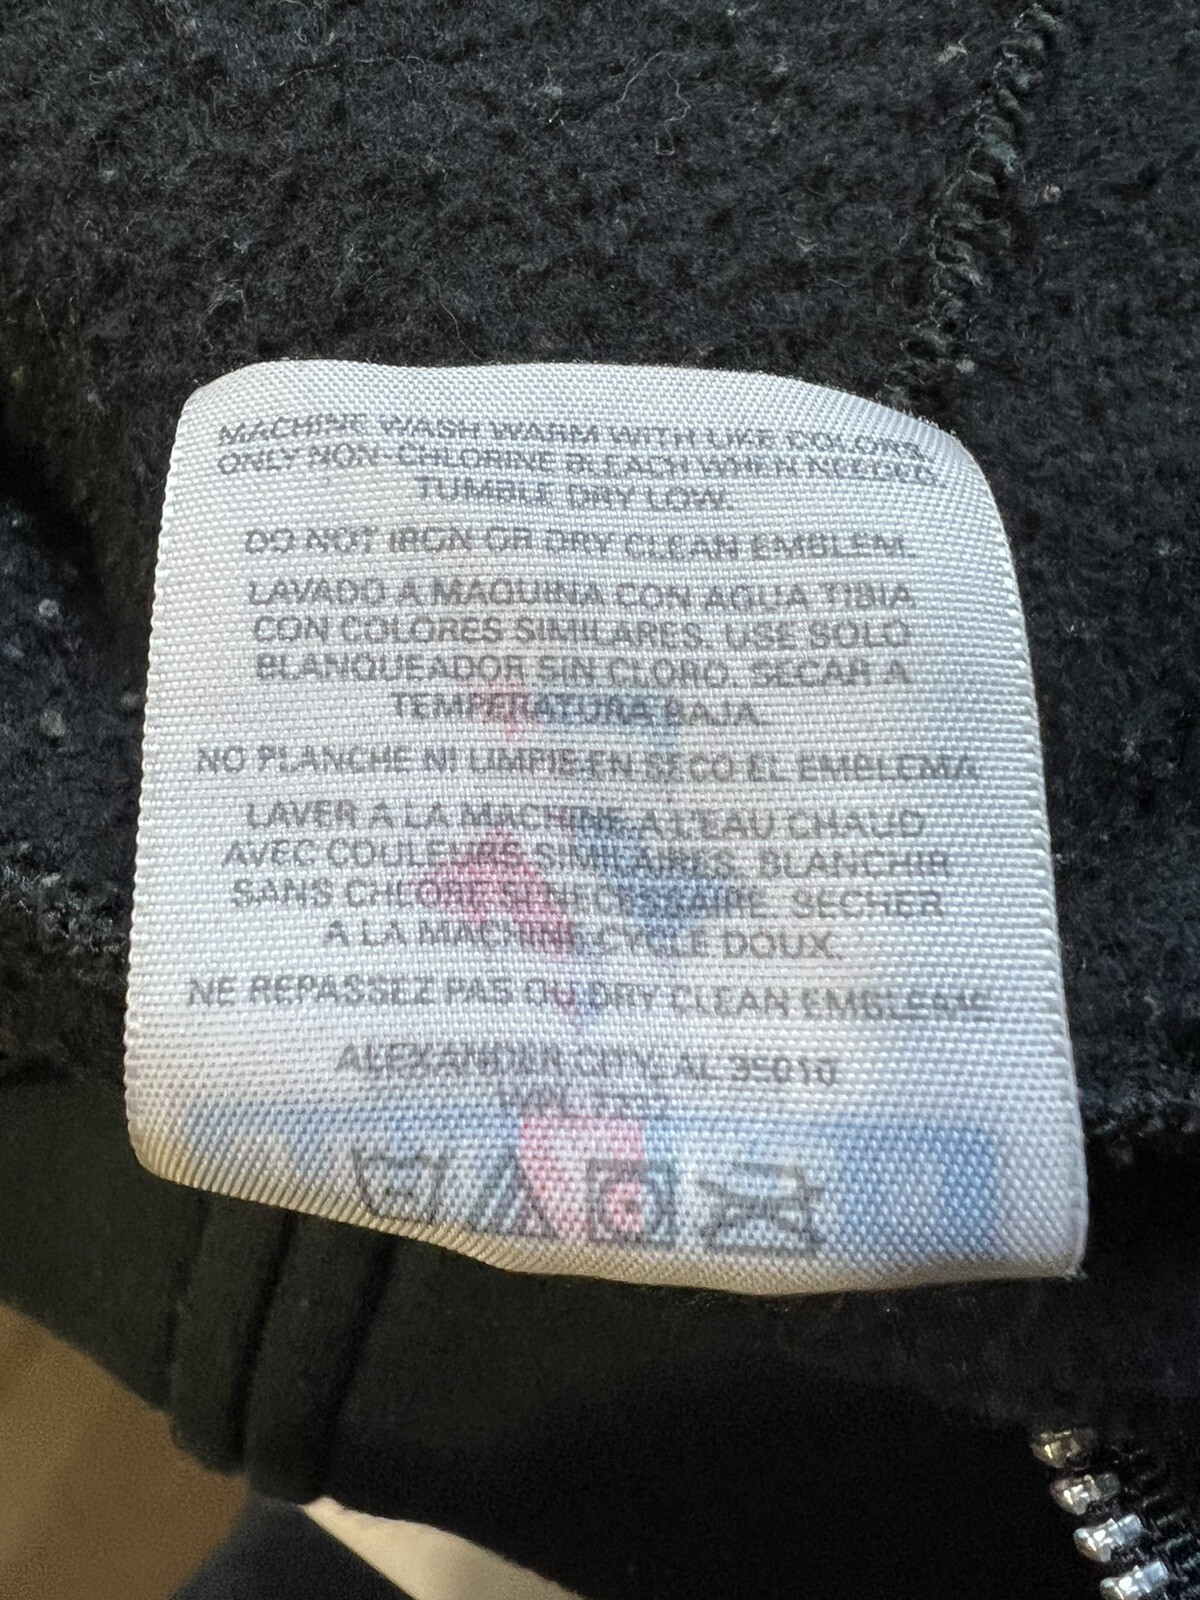 MACHINE WASH WARM WITH LIKE COLORS.
ONLY NON-CHLORINE BLEACH WHEN NEEDED.
TUMBLE DRY LOW.
DO NOT IRON OR DRY CLEAN EMBLEM.
LAVADO A MAQUINA CON AGUA TIBIA
CON COLORES SIMILARES. USE SOLO
BLANQUEADOR SIN CLORO. SECAR A
TEMPERATURA BAJA
NO PLANCHE NI LIMPIE EN SECO EL EMBLEMA
LAVER A LA MACHINE A L'EAU CHAUD
AVEC COULEURS SIMILAIRES. BLANCHIR
SANS CHLORE SI NECESSAIRE. SECHER
A LA MACHINE CYCLE DOUX.
NE REPASSEZ PAS OU DRY CLEAN EMBLEME
ALEXANDER CITY, AL 35010